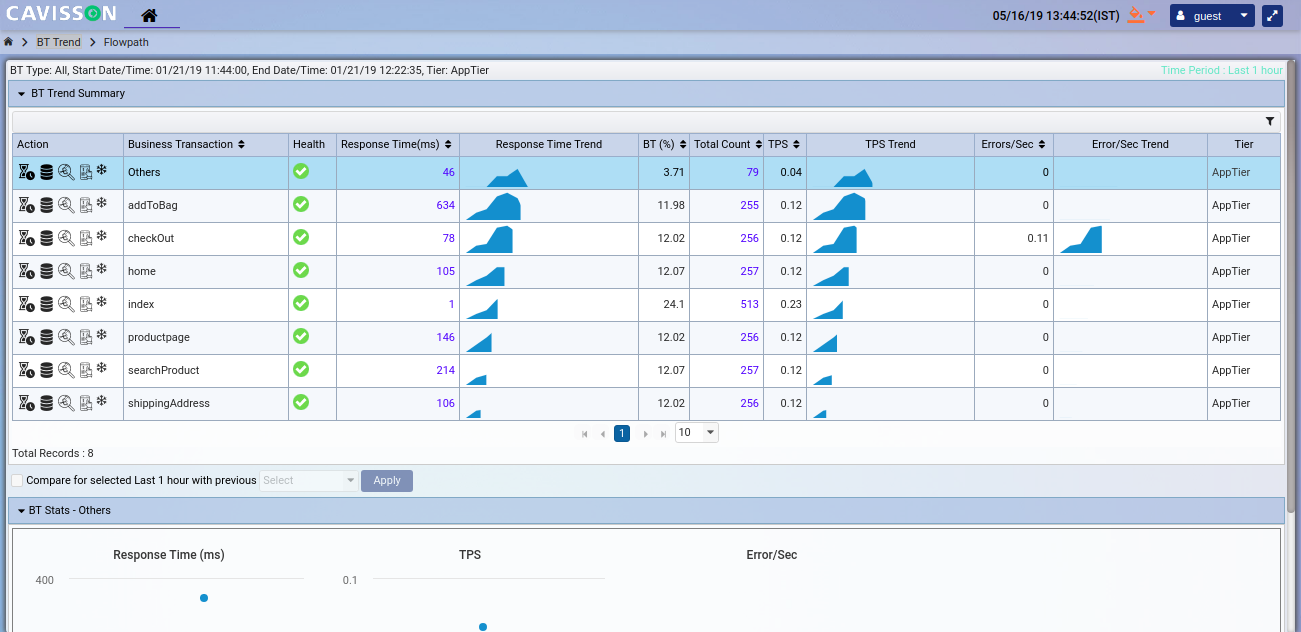 CAVISSON
05/16/19 13:44:52(IST) guest
BT Trend Flowpath
BT Type: All, Start Date/Time: 01/21/19 11:44:00, End Date/Time: 01/21/19 12:22:35, Tier: AppTier Time Period : Last 1 hour
BT Trend Summary
Action Business Transaction Health Response Time(ms) Response Time Trend BT (%) Total Count TPS TPS Trend Errors/Sec Error/Sec Trend Tier
Others 46 3.71 79 0.04 0 AppTier
addToBag 634 11.98 255 0.12 0 AppTier
checkOut 78 12.02 256 0.12 0.11 AppTier
home 105 12.07 257 0.12 0 AppTier
index 1 24.1 513 0.23 0 AppTier
productpage 146 12.02 256 0.12 0 AppTier
searchProduct 214 12.07 257 0.12 0 AppTier
shippingAddress 106 12.02 256 0.12 0 AppTier
1 10
Total Records : 8
Compare for selected Last 1 hour with previous Select Apply
BT Stats - Others
Response Time (ms) TPS Error/Sec
400 0.1